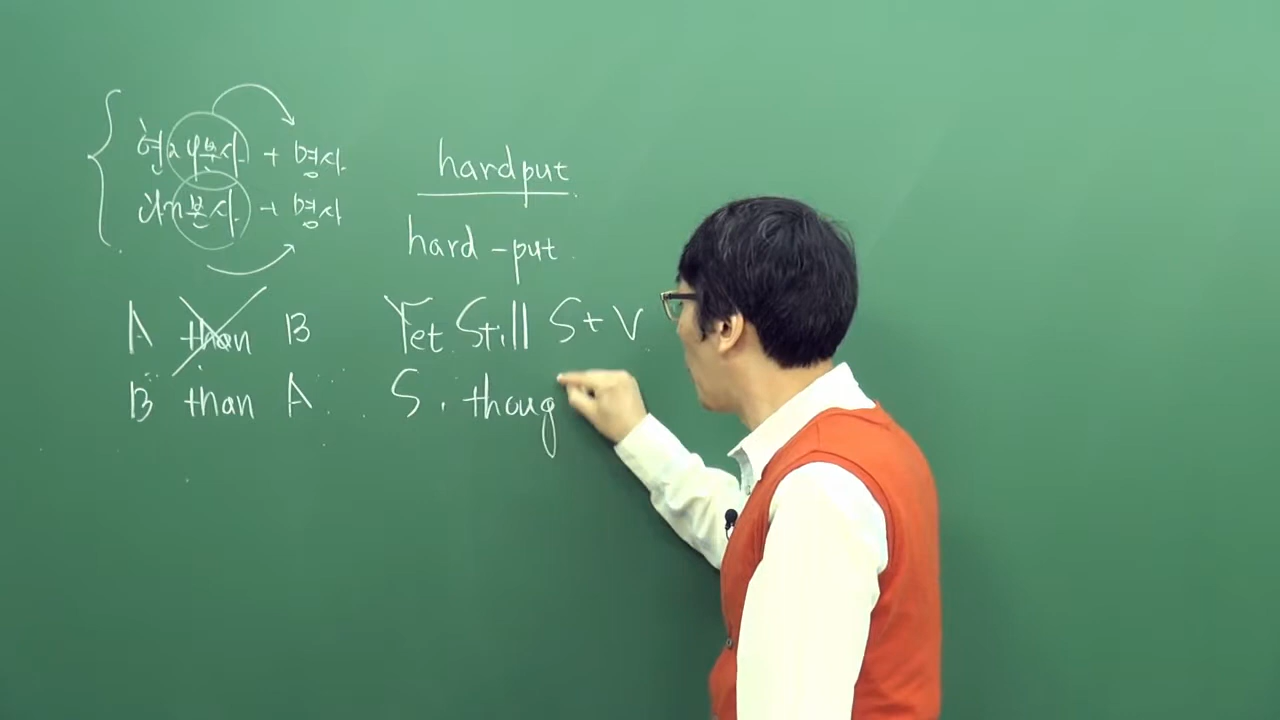 현재분사 + 명사
과거분사 + 명사
hardput
hard-put
A than B
B than A
Yet Still S + V
S, thoug